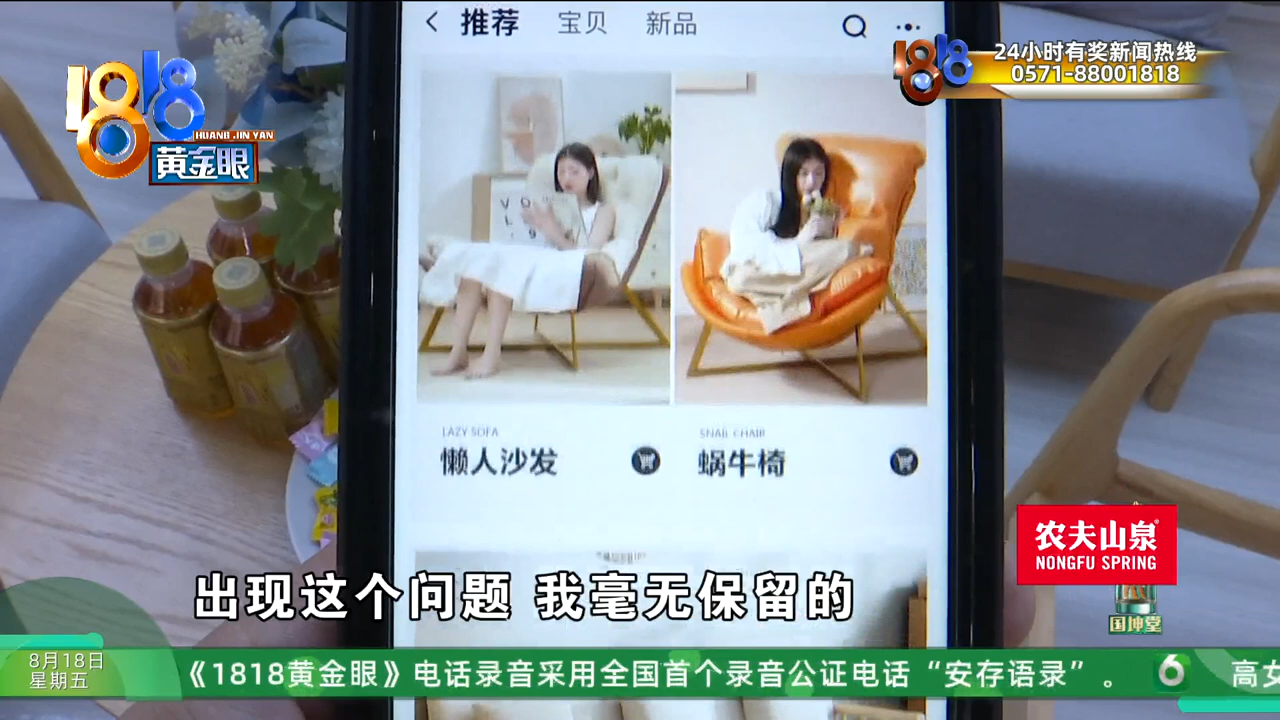 推荐 宝贝 新品
1818
HUANG JIN YAN
黄金眼
1818
24小时有奖新闻热线
0571-88001818
LAZY SOFA
懒人沙发
SNAIL CHAIR
蜗牛椅
农夫山泉
NONGFU SPRING
国坤堂
出现这个问题 我毫无保留的
8月18日
星期五
《1818黄金眼》电话录音采用全国首个录音公证电话“安存语录”。
6
高女